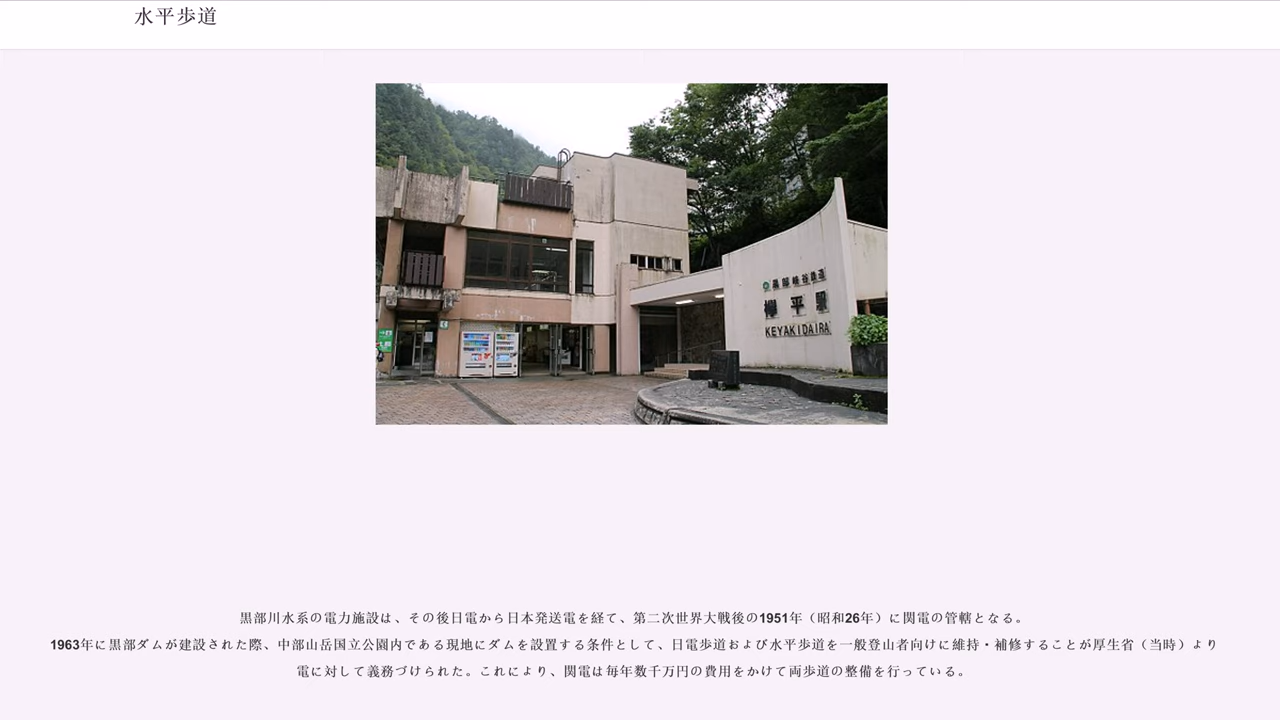 水平歩道
黒部峡谷鉄道
欅平駅
KEYAKIDAIRA
黒部川水系の電力施設は、その後日電から日本発送電を経て、第二次世界大戦後の1951年（昭和26年）に関電の管轄となる。
1963年に黒部ダムが建設された際、中部山岳国立公園内である現地にダムを設置する条件として、日電歩道および水平歩道を一般登山者向けに維持・補修することが厚生省（当時）より
電に対して義務づけられた。これにより、関電は毎年数千万円の費用をかけて両歩道の整備を行っている。